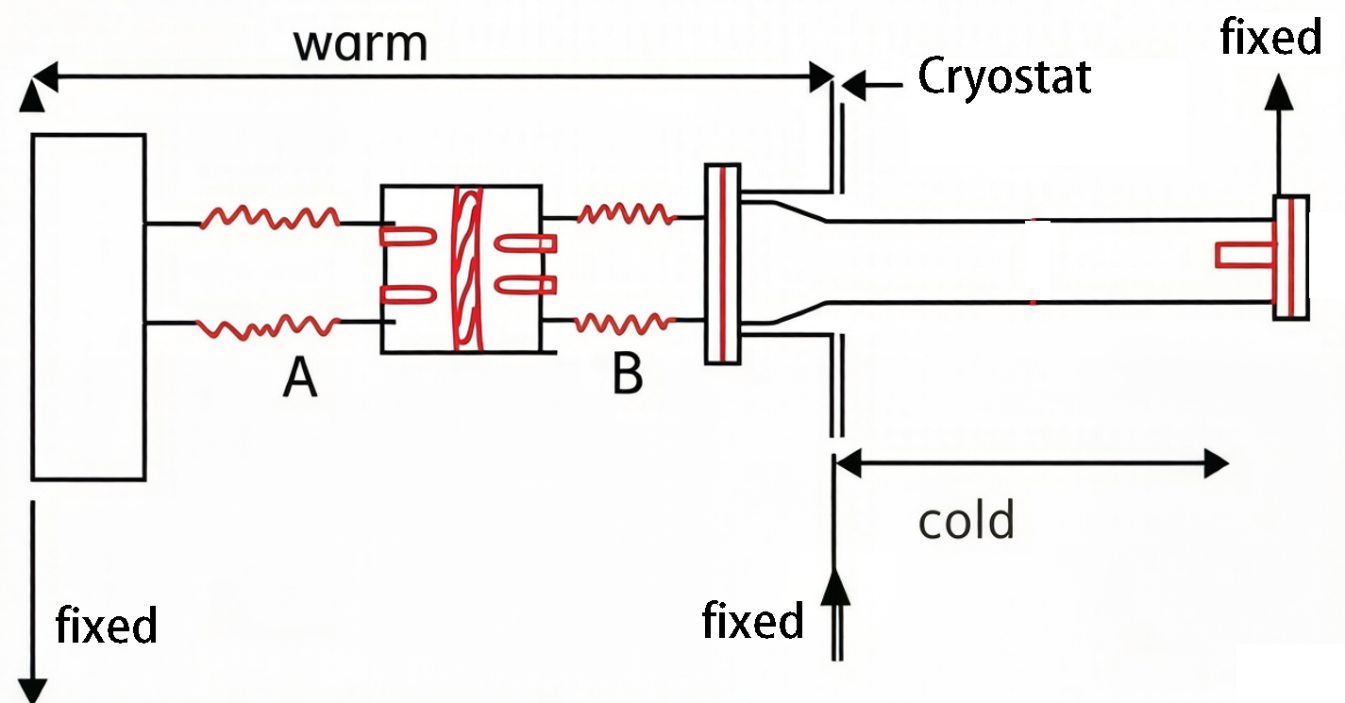 warm
fixed
Cryostat
A
B
cold
fixed
fixed